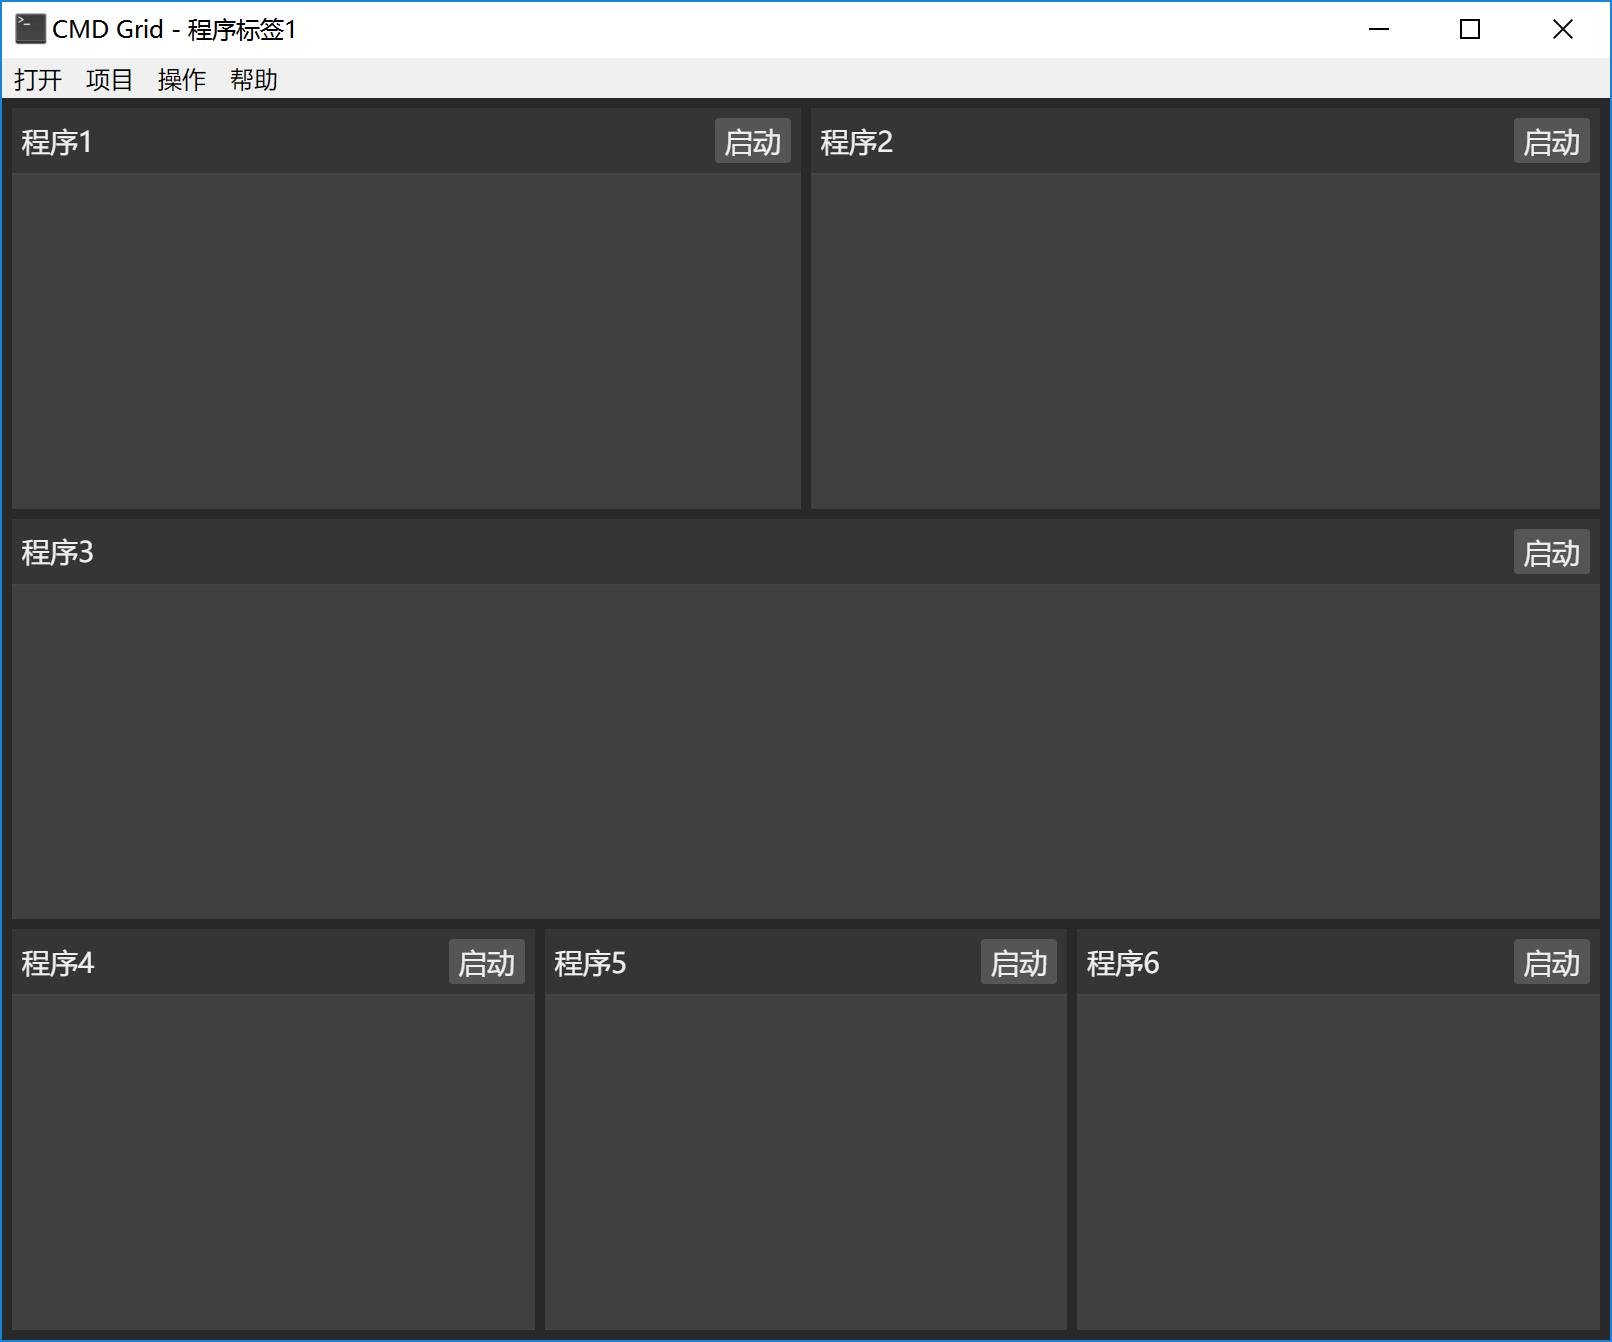 CMD Grid - 程序标签1
打开 项目 操作 帮助
程序1 启动 程序2 启动
程序3 启动
程序4 启动 程序5 启动 程序6 启动